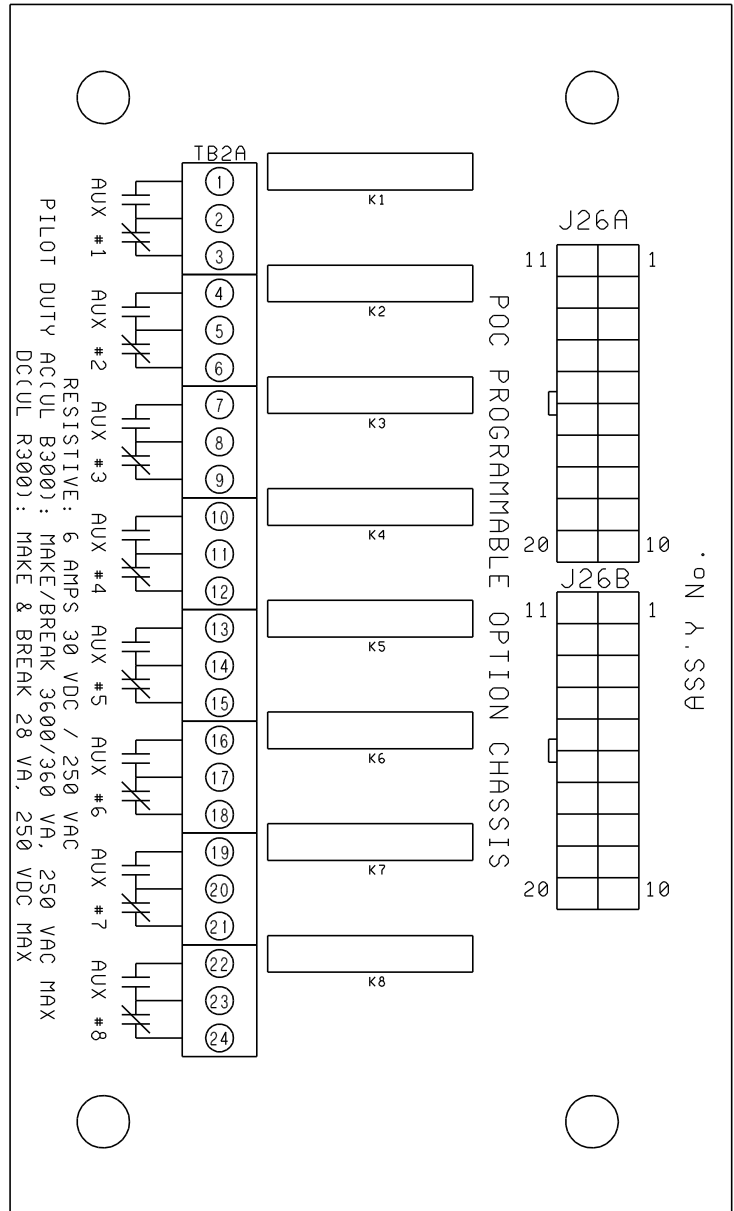 TB2A
1
2
3
4
5
6
7
8
9
10
11
12
13
14
15
16
17
18
19
20
21
22
23
24
AUX #1
AUX #2
AUX #3
AUX #4
AUX #5
AUX #6
AUX #7
AUX #8
RESISTIVE: 6 AMPS 30 VDC / 250 VAC
PILOT DUTY AC(UL B300): MAKE/BREAK 3600/360 VA, 250 VAC MAX
DC(UL R300): MAKE & BREAK 28 VA, 250 VDC MAX
K1
K2
K3
K4
K5
K6
K7
K8
POC PROGRAMMABLE OPTION CHASSIS
J26A
11 1
20 10
J26B
11 1
20 10
ASS'Y No.